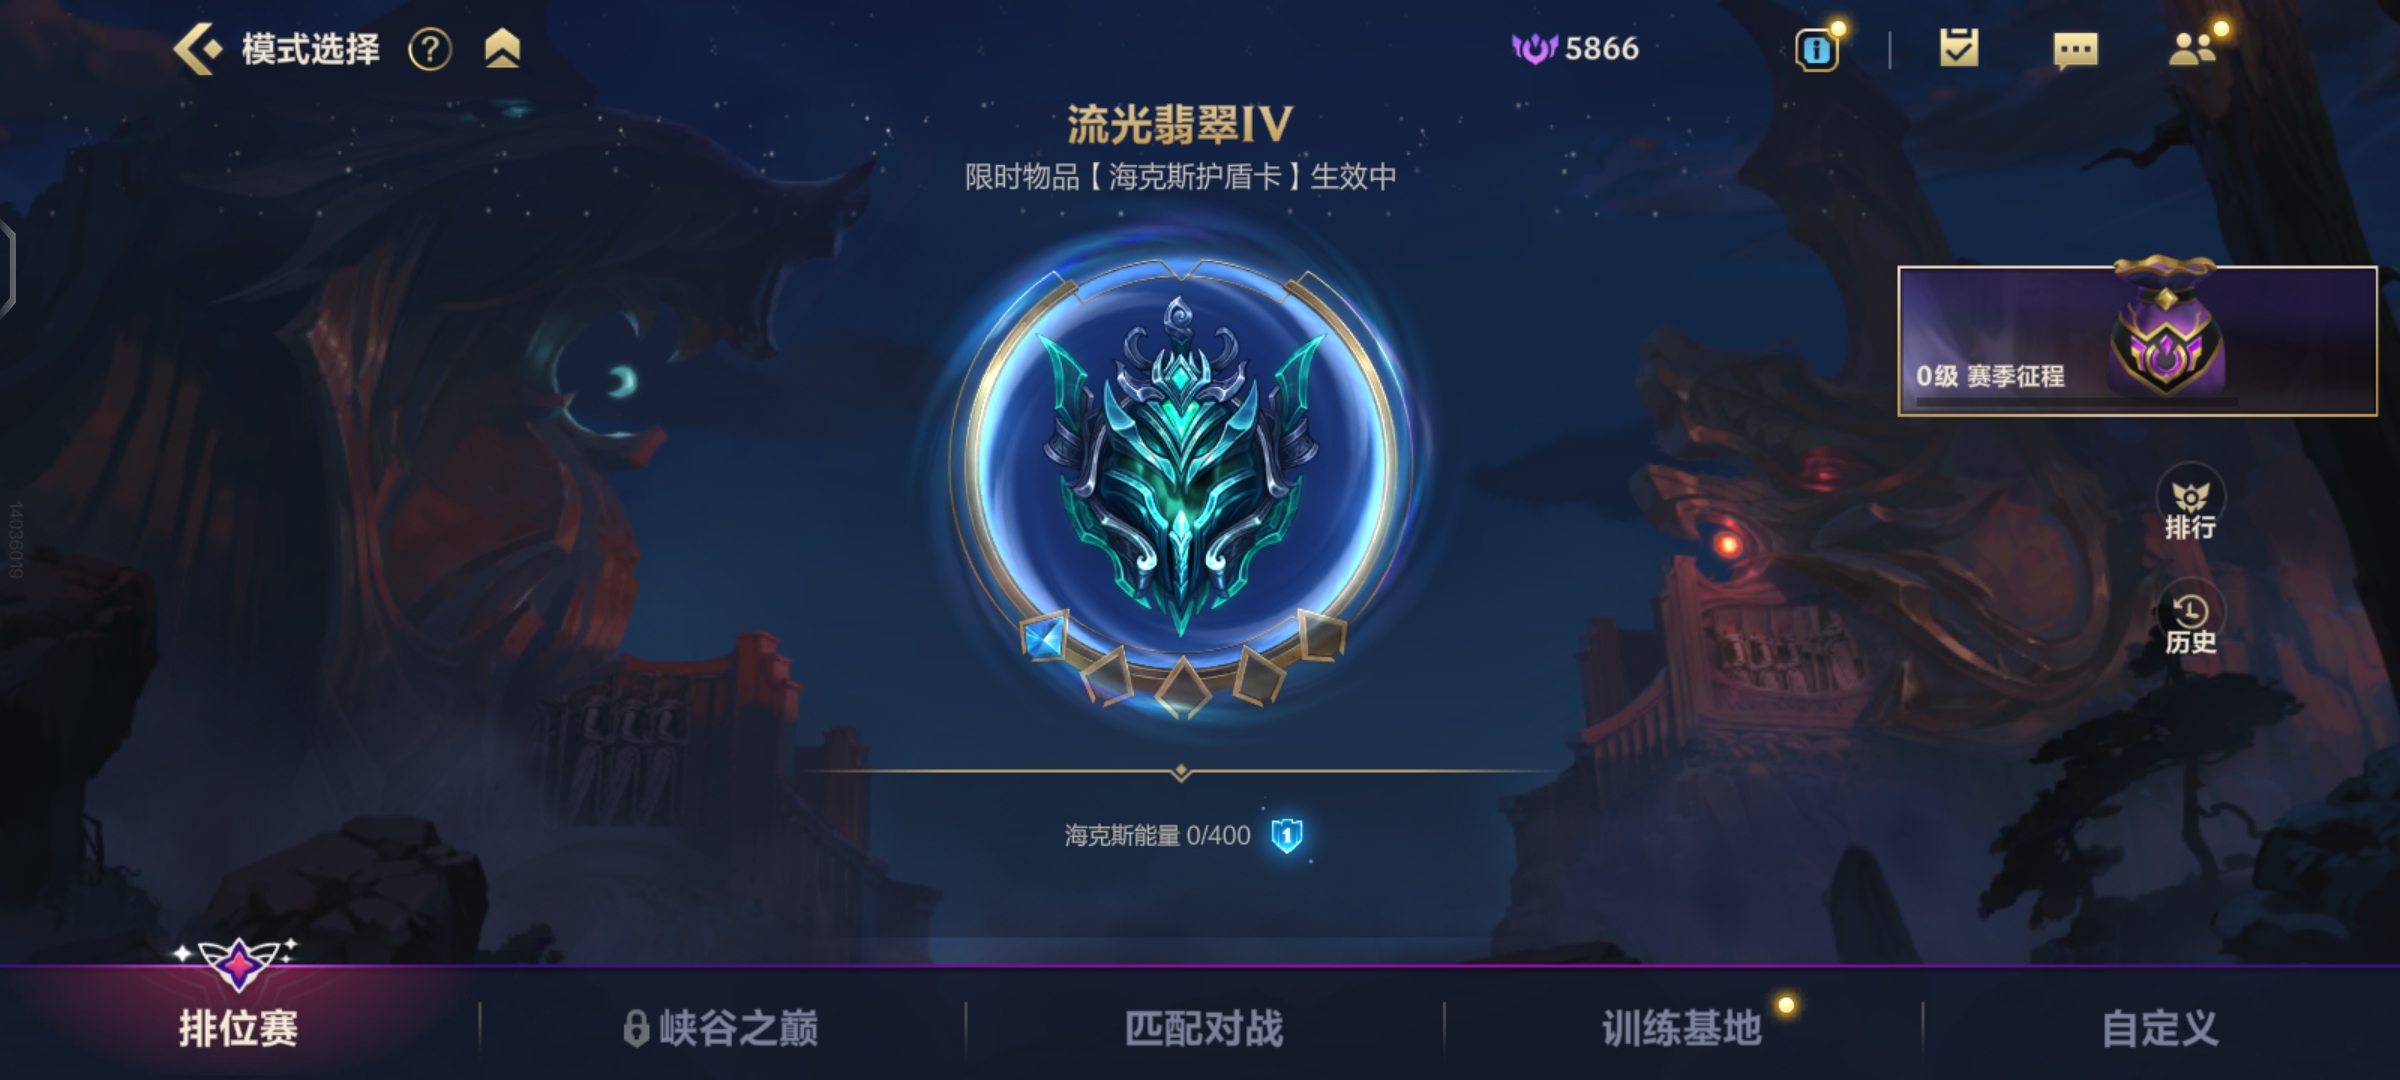 模式选择
5866
流光翡翠IV
限时物品【海克斯护盾卡】生效中
0级 赛季征程
排行
历史
14036019
海克斯能量 0/400
1
排位赛
峡谷之巅
匹配对战
训练基地
自定义